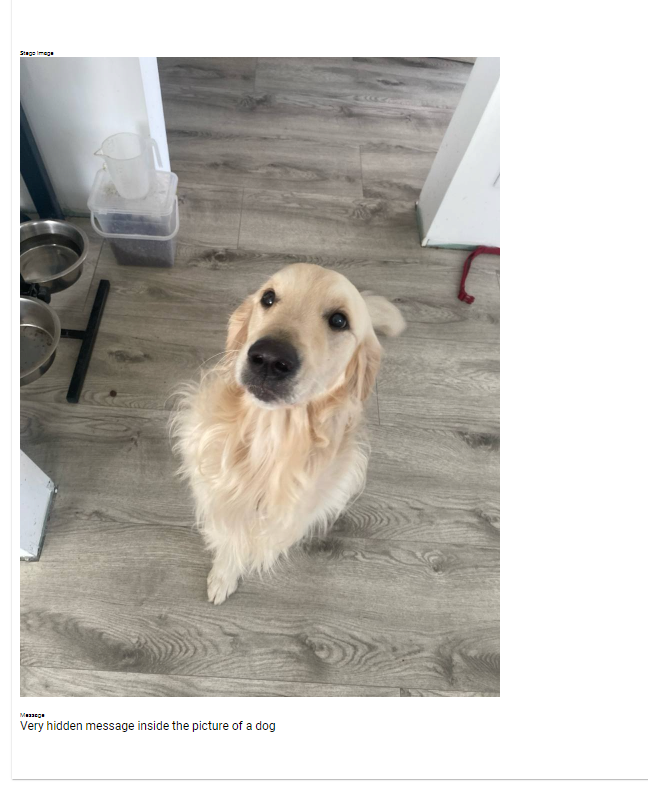 Stego Image
Message
Very hidden message inside the picture of a dog